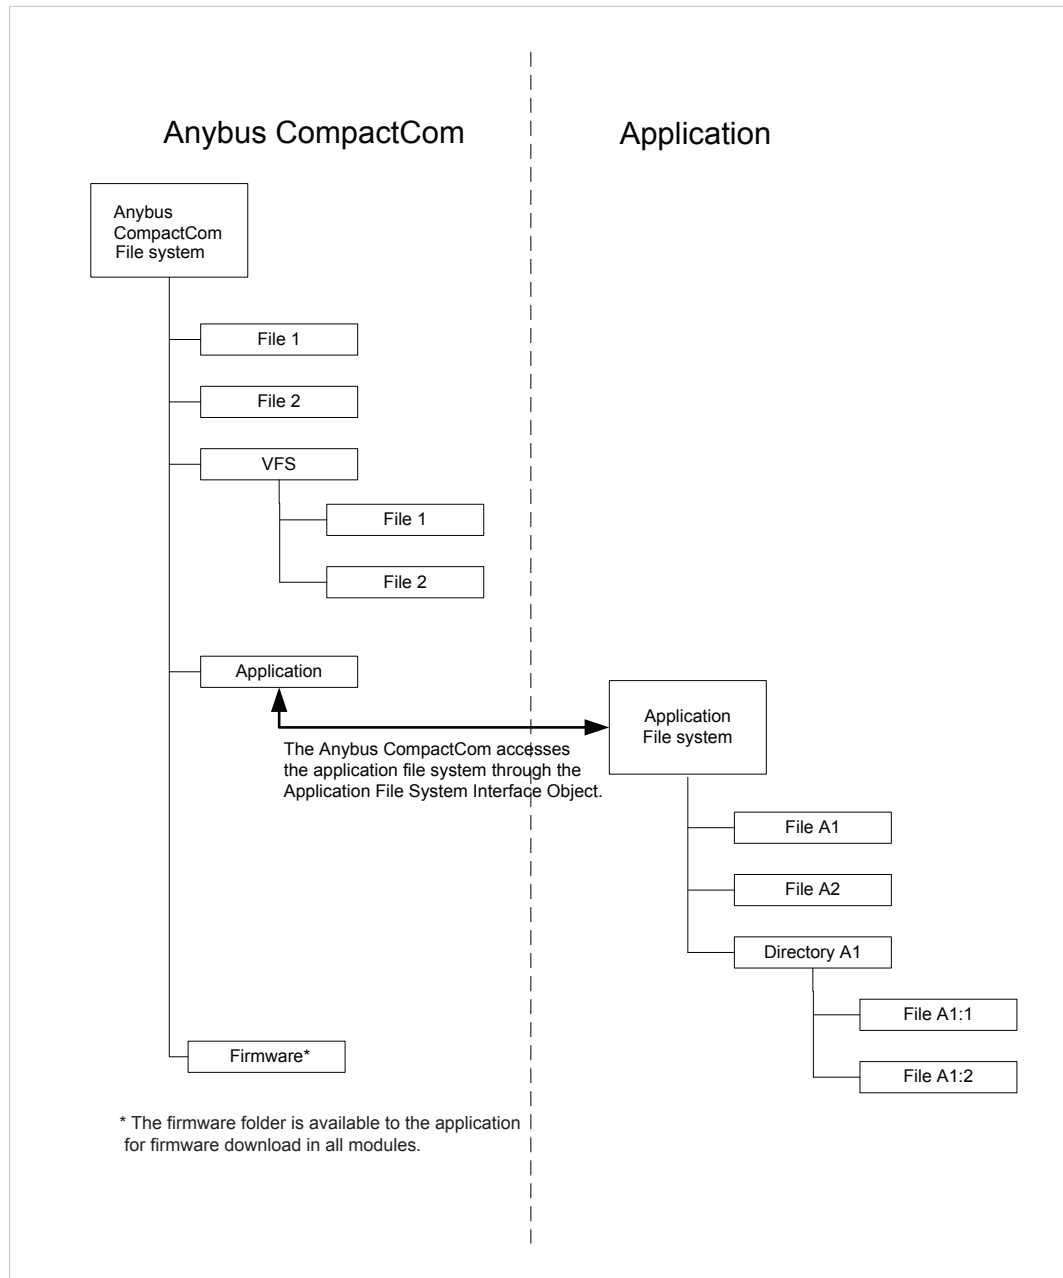 Anybus CompactCom
Application
Anybus
CompactCom
File system
File 1
File 2
VFS
File 1
File 2
Application
The Anybus CompactCom accesses
the application file system through the
Application File System Interface Object.
Application
File system
File A1
File A2
Directory A1
File A1:1
File A1:2
Firmware*
* The firmware folder is available to the application
for firmware download in all modules.